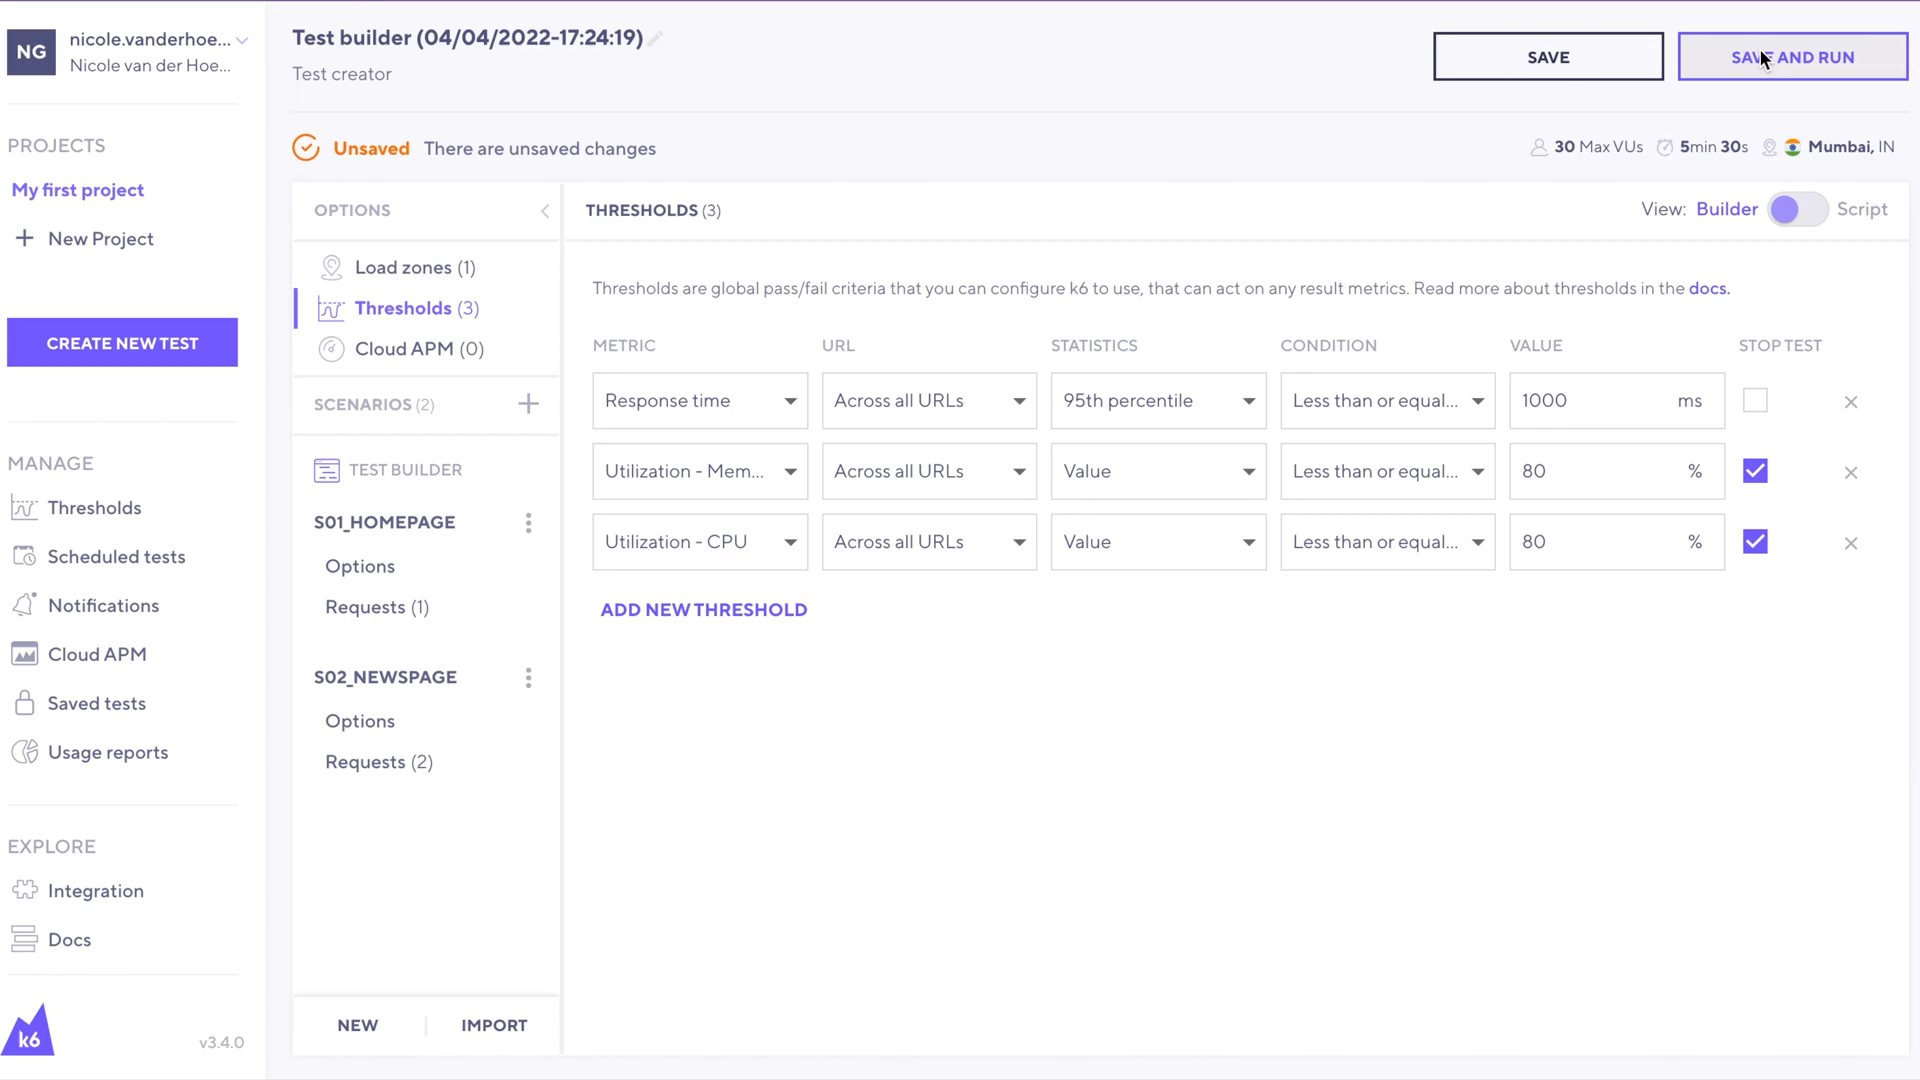 NG
nicole.vanderhoe...
Nicole van der Hoe...
PROJECTS
My first project
+ New Project
CREATE NEW TEST
MANAGE
Thresholds
Scheduled tests
Notifications
Cloud APM
Saved tests
Usage reports
EXPLORE
Integration
Docs
k6
v3.4.0
Test builder (04/04/2022-17:24:19)
Test creator
SAVE
SAVE AND RUN
Unsaved There are unsaved changes
30 Max VUs 5min 30s Mumbai, IN
OPTIONS
Load zones (1)
Thresholds (3)
Cloud APM (0)
SCENARIOS (2)
TEST BUILDER
S01_HOMEPAGE
Options
Requests (1)
S02_NEWSPAGE
Options
Requests (2)
NEW
IMPORT
THRESHOLDS (3)
View: Builder Script
Thresholds are global pass/fail criteria that you can configure k6 to use, that can act on any result metrics. Read more about thresholds in the docs.
METRIC URL STATISTICS CONDITION VALUE STOP TEST
Response time Across all URLs 95th percentile Less than or equal... 1000 ms
Utilization - Mem... Across all URLs Value Less than or equal... 80 %
Utilization - CPU Across all URLs Value Less than or equal... 80 %
ADD NEW THRESHOLD